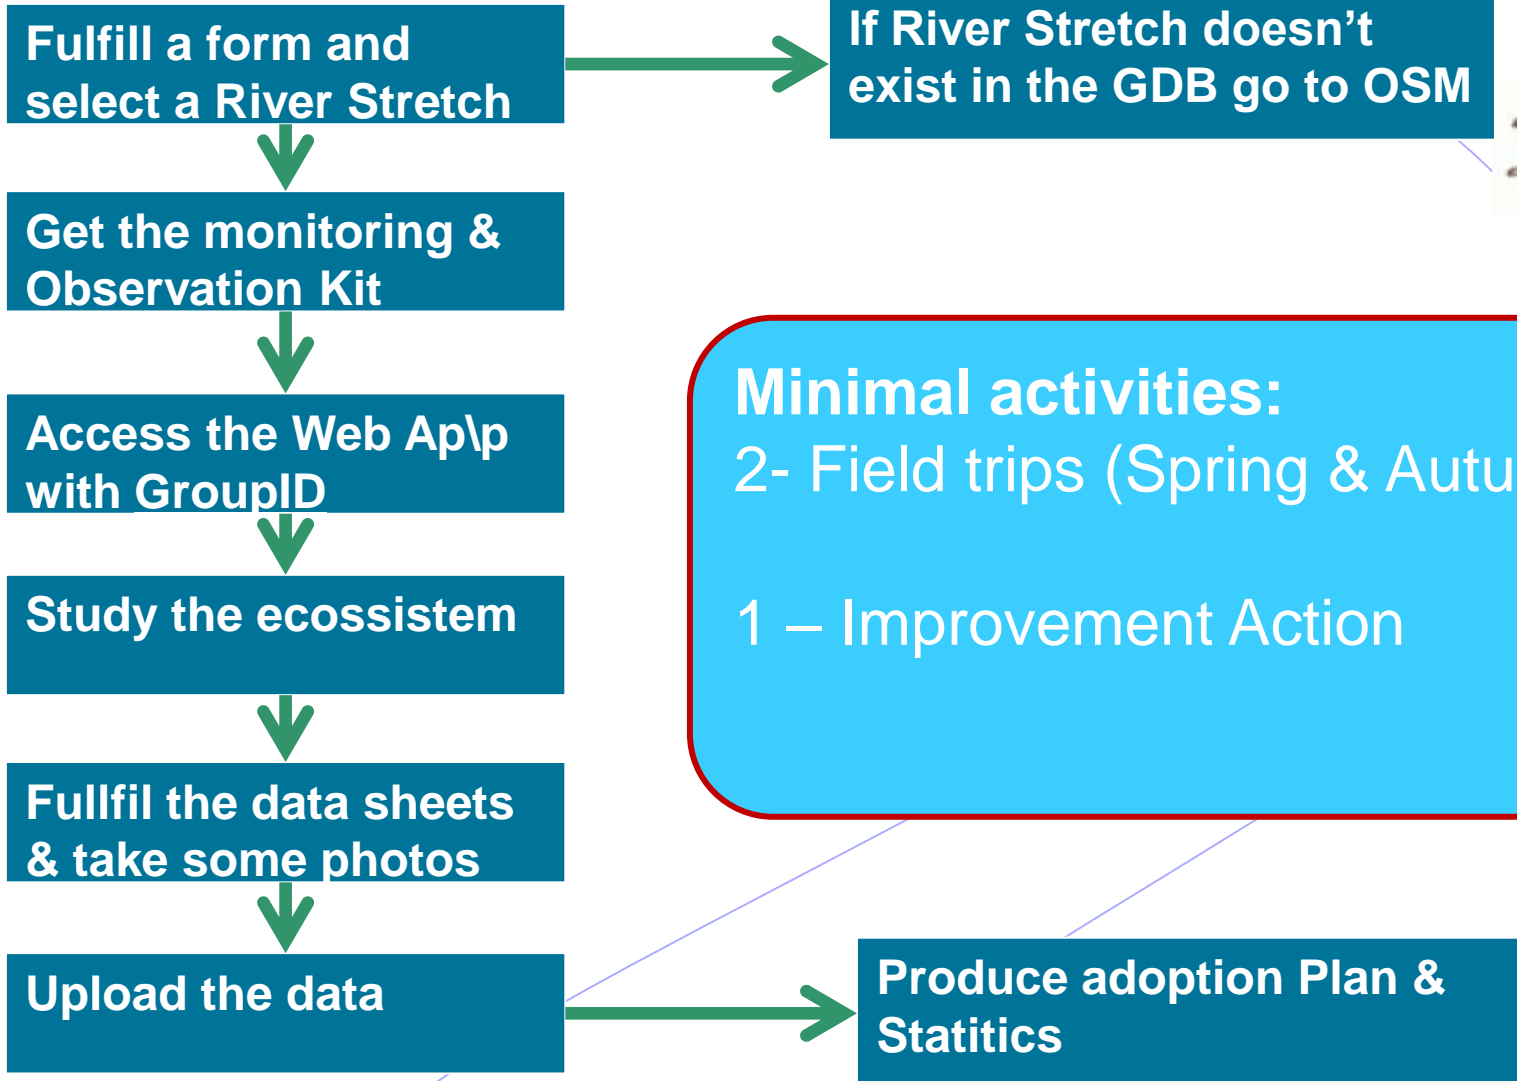 Fulfill a form and
select a River Stretch
If River Stretch doesn’t
exist in the GDB go to OSM
Get the monitoring &
Observation Kit
Access the Web Ap\p
with GroupID
Minimal activities:
2- Field trips (Spring & Autu
1 – Improvement Action
Study the ecossistem
Fullfil the data sheets
& take some photos
Upload the data
Produce adoption Plan &
Statitics